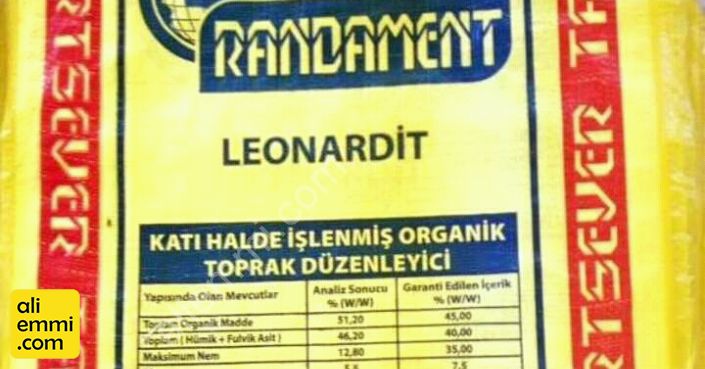 RANDAMENT
LEONARDİT
KATI HALDE İŞLENMİŞ ORGANİK
TOPRAK DÜZENLEYİCİ
Yapısında Olan Mevcutlar
Analiz Sonucu
% (W/W)
Garanti Edilen İçerik
% (W/W)
Toplam Organik Madde 51,20 45,00
Toplam ( Hümik + Fulvik Asit ) 46,20 40,00
Maksimum Nem 12,80 35,00
7,5
RTSEVER
RTSEVER
ali
emmi
.com